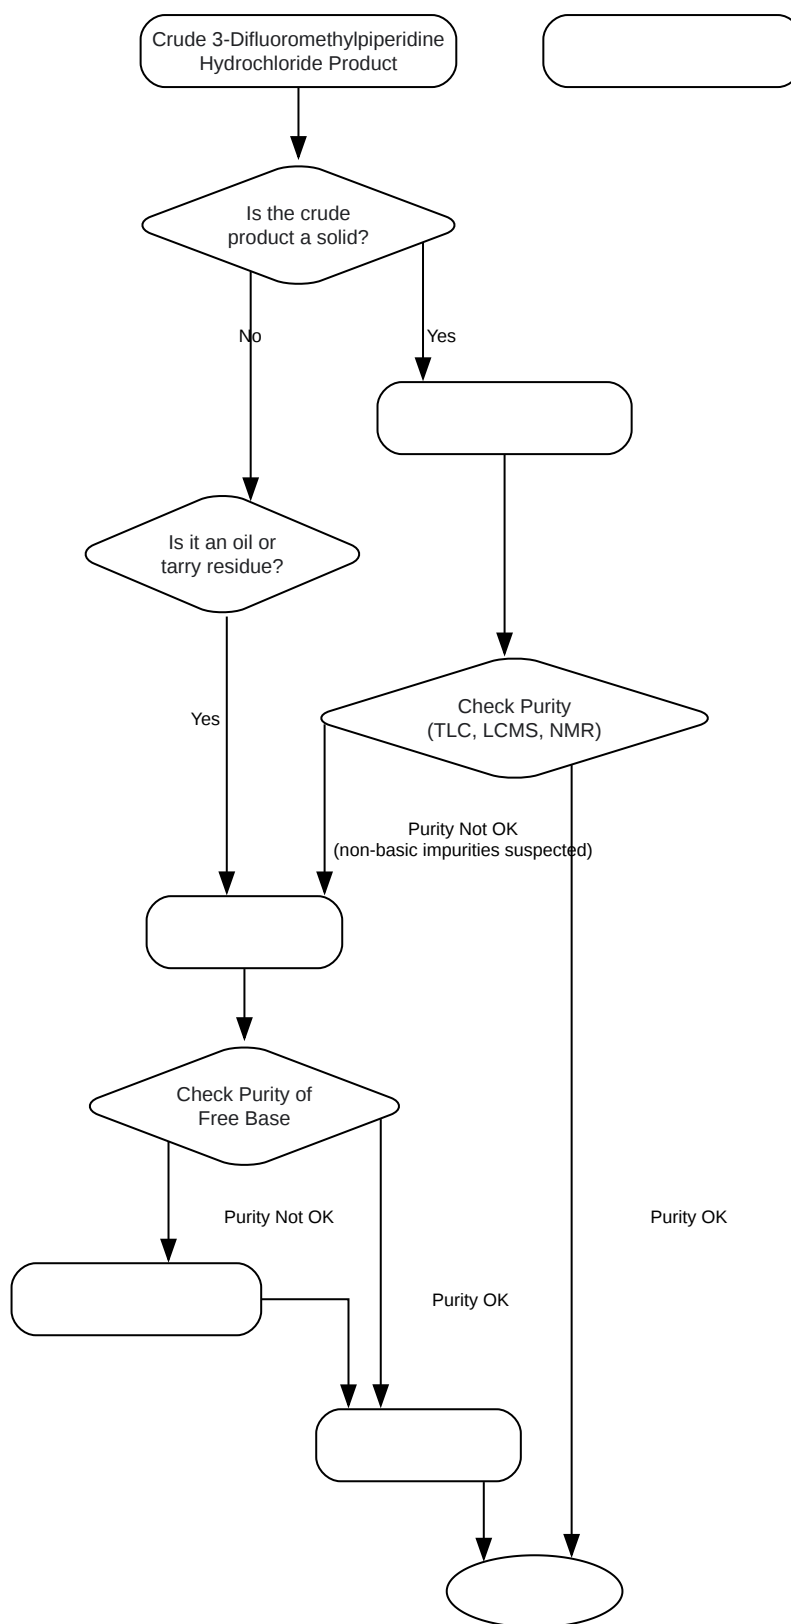 Crude 3-Difluoromethylpiperidine
Hydrochloride Product
Is the crude
product a solid?
No
Yes
Is it an oil or
tarry residue?
Check Purity
(TLC, LCMS, NMR)
Yes
Purity Not OK
(non-basic impurities suspected)
Check Purity of
Free Base
Purity Not OK
Purity OK
Purity OK